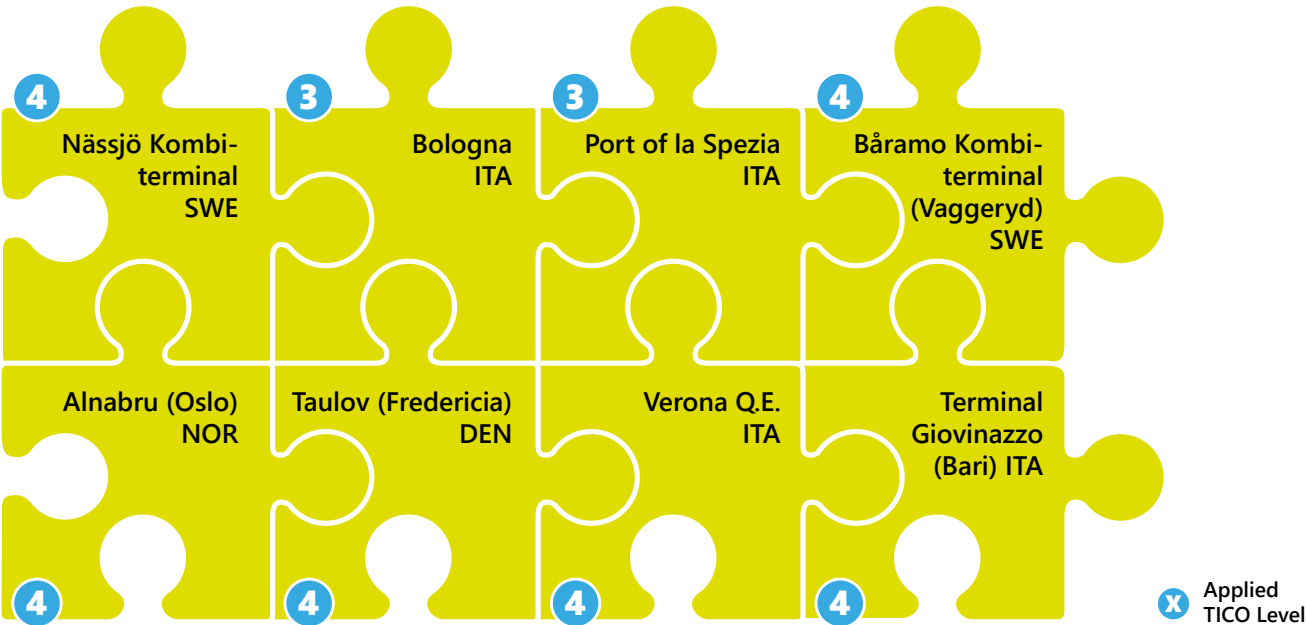 4
Nässjö Kombi-
terminal
SWE
3
Bologna
ITA
3
Port of la Spezia
ITA
4
Båramo Kombi-
terminal
(Vaggeryd)
SWE
Alnabru (Oslo)
NOR
4
Taulov (Fredericia)
DEN
4
Verona Q.E.
ITA
4
Terminal
Giovinazzo
(Bari) ITA
4
X Applied
TICO Level